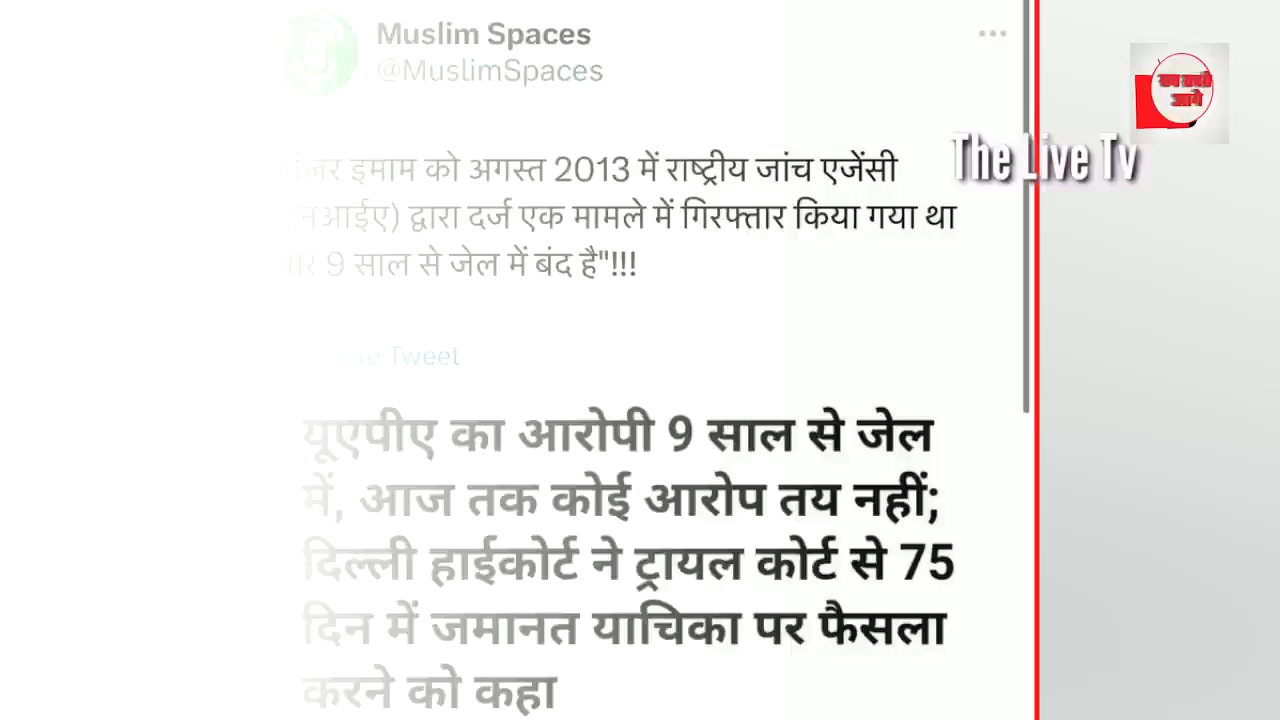 Muslim Spaces
@MuslimSpaces
इमाम को अगस्त 2013 में राष्ट्रीय जांच एजेंसी
द्वारा दर्ज एक मामले में गिरफ्तार किया गया था
9 साल से जेल में बंद है"!!!
Tweet
यूएपीए का आरोपी 9 साल से जेल
में, आज तक कोई आरोप तय नहीं;
दिल्ली हाईकोर्ट ने ट्रायल कोर्ट से 75
दिन में जमानत याचिका पर फैसला
करने को कहा
The Live Tv